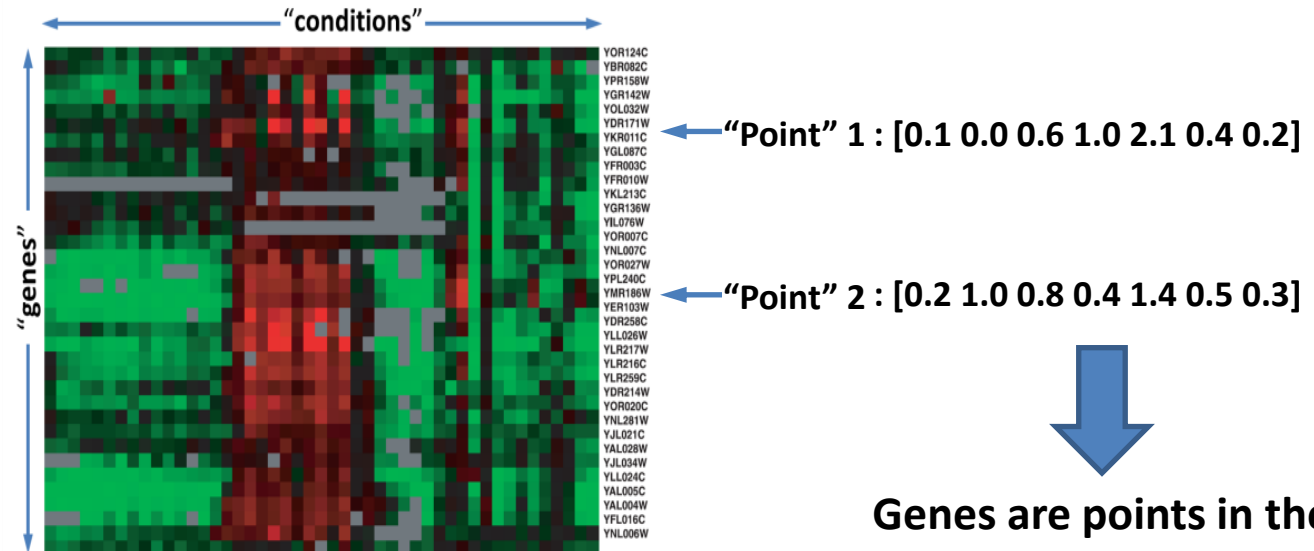 “conditions”
“genes”
YOR124C
YBR082C
YPR158W
YGR142W
YOL032W
YDR171W
YKR011C
YGL087C
YFR003C
YFR010W
YKL213C
YGR136W
YIL076W
YOR007C
YNL007C
YOR027W
YPL240C
YMR186W
YER103W
YDR258C
YLL026W
YLR217W
YLR216C
YLR259C
YDR214W
YOR020C
YNL281W
YJL021C
YAL028W
YJL034W
YLL024C
YAL005C
YAL004W
YFL016C
YNL006W
“Point” 1 : [0.1 0.0 0.6 1.0 2.1 0.4 0.2]
“Point” 2 : [0.2 1.0 0.8 0.4 1.4 0.5 0.3]
Genes are points in the